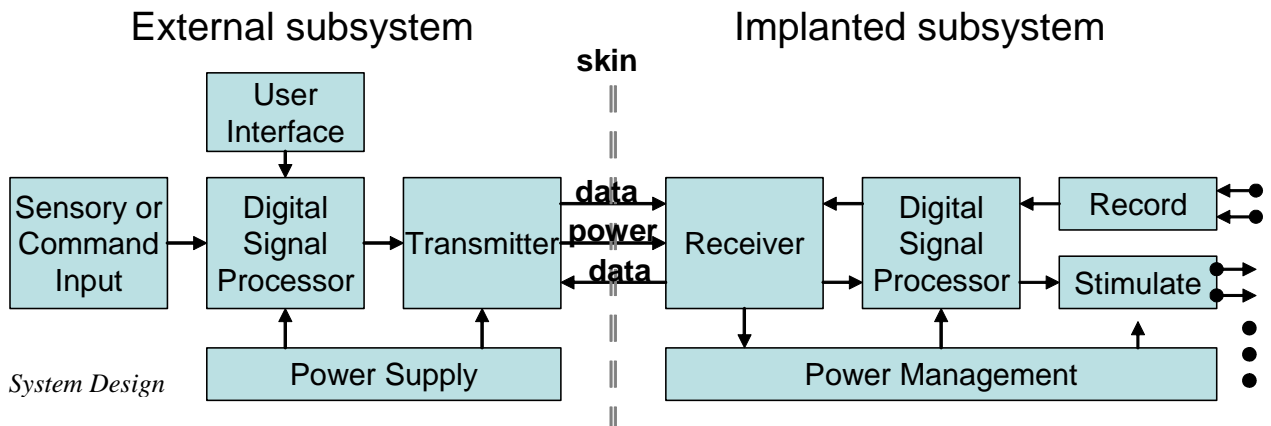 External subsystem
Implanted subsystem
skin
User
Interface
Sensory or
Command
Input
Digital
Signal
Processor
Transmitter
data
power
data
Receiver
Digital
Signal
Processor
Record
Stimulate
Power Supply
Power Management
System Design